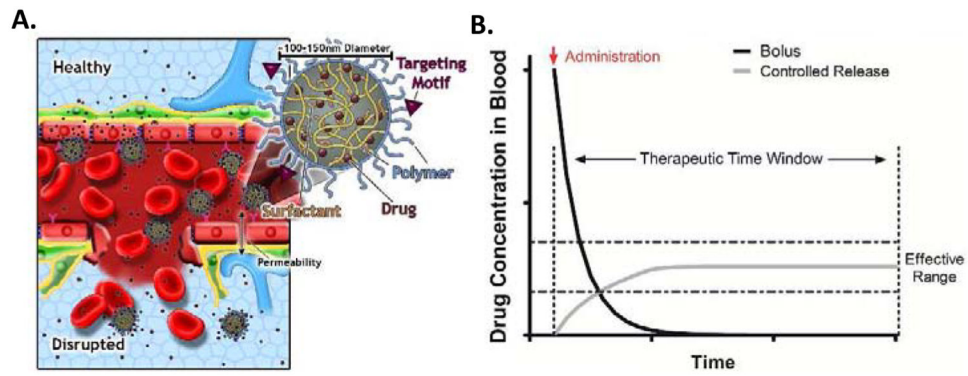 A.
Healthy
~100-150nm Diameter
Targeting
Motif
Polymer
Drug
Surfactant
Permeability
Disrupted
B.
Administration
Bolus
Controlled Release
Drug Concentration in Blood
Therapeutic Time Window
Effective
Range
Time